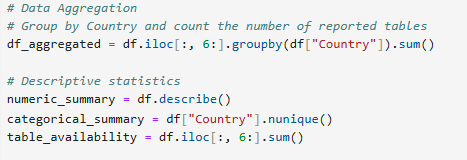 # Data Aggregation
# Group by Country and count the number of reported tables
df_aggregated = df.iloc[:, 6:].groupby(df["Country"]).sum()
# Descriptive statistics
numeric_summary = df.describe()
categorical_summary = df["Country"].nunique()
table_availability = df.iloc[:, 6:].sum()